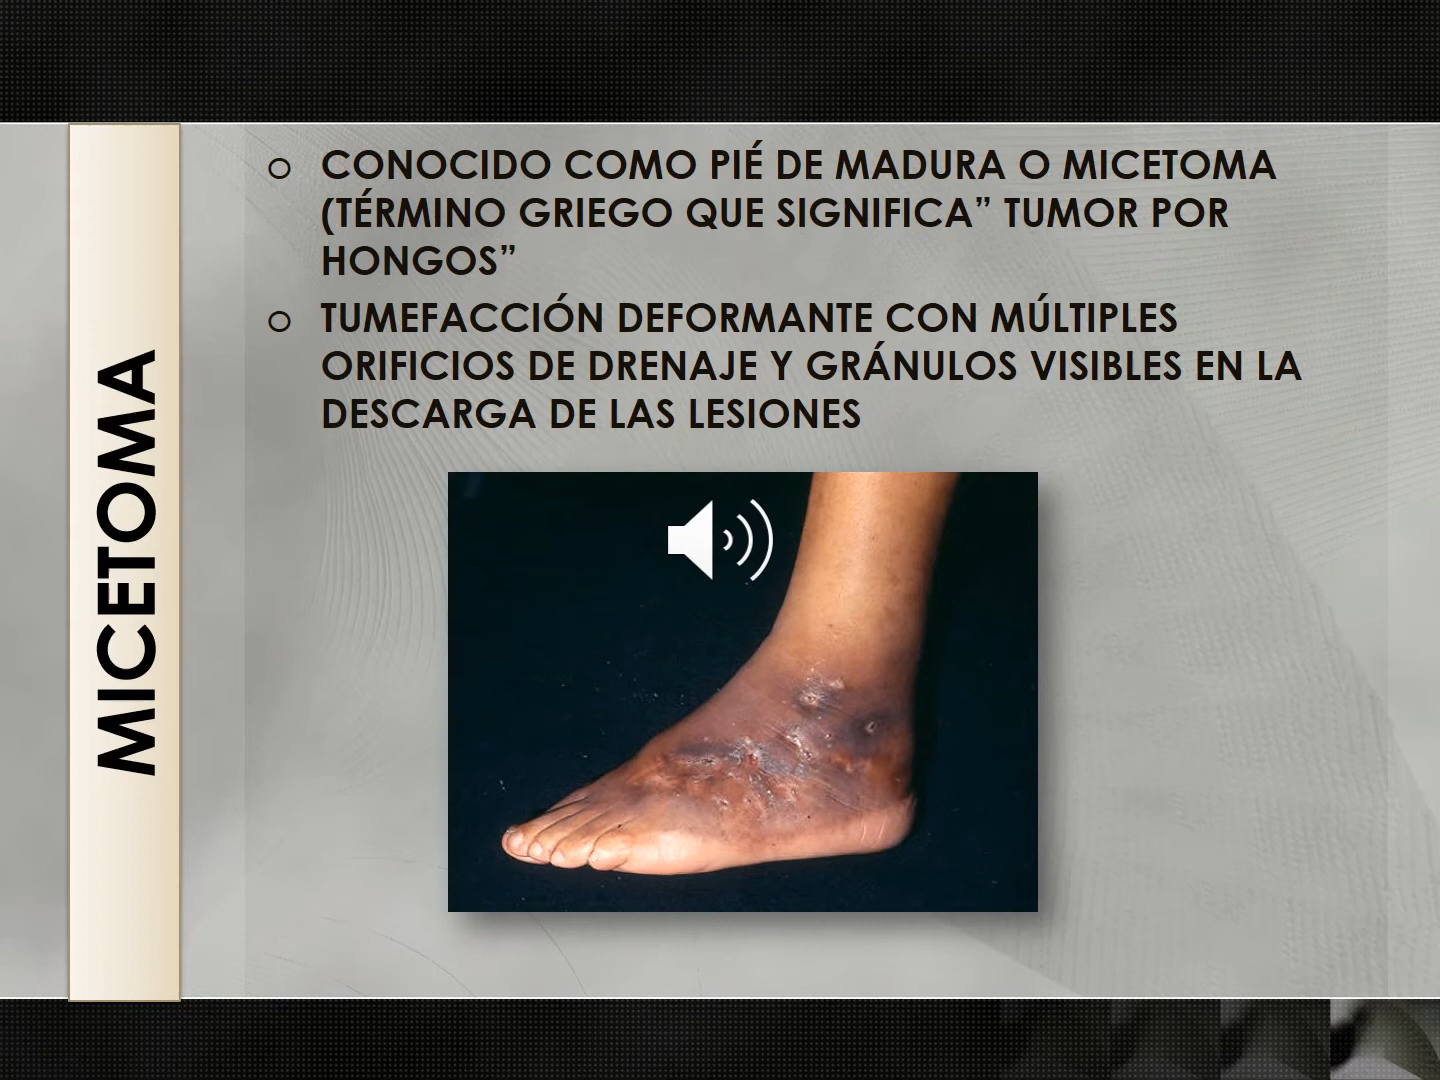 MICETOMA
CONOCIDO COMO PIÉ DE MADURA O MICETOMA
(TÉRMINO GRIEGO QUE SIGNIFICA” TUMOR POR
HONGOS”
TUMEFACCIÓN DEFORMANTE CON MÚLTIPLES
ORIFICIOS DE DRENAJE Y GRÁNULOS VISIBLES EN LA
DESCARGA DE LAS LESIONES